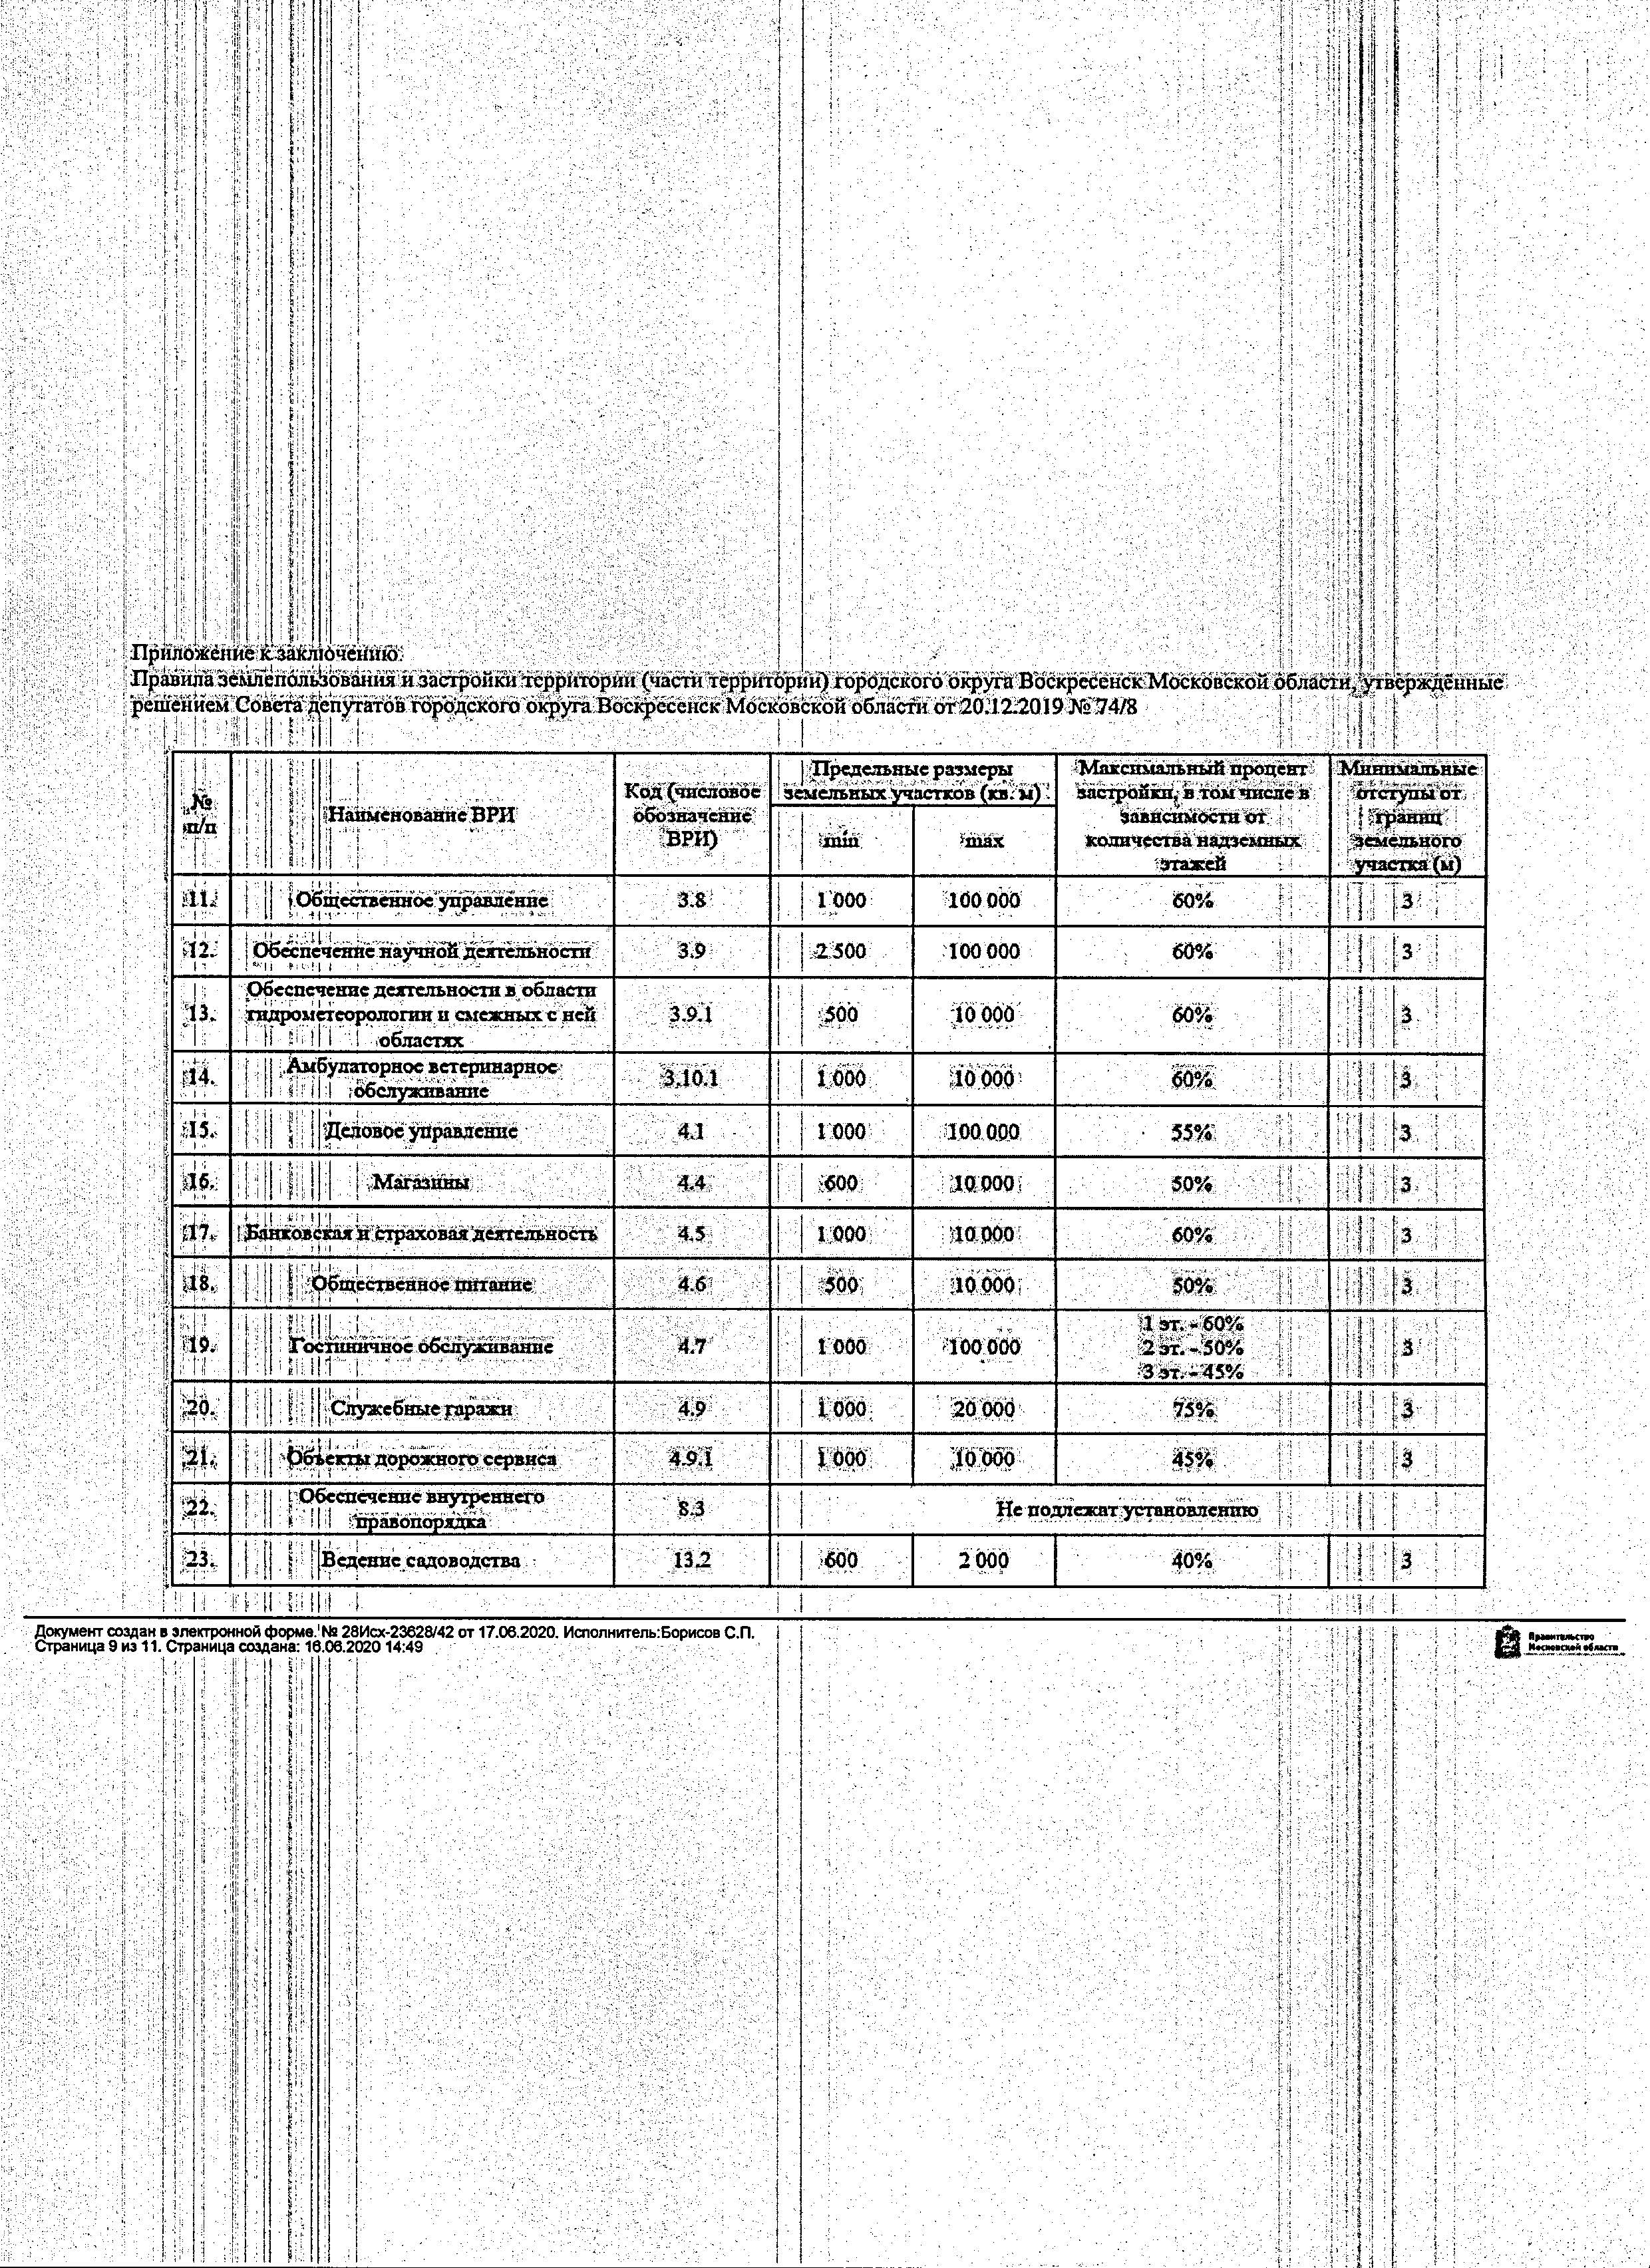 Приложение к заключению:
Правила землепользования и застройки территории (части территории) городского округа Воскресенск Московской области, утверждённые
решением Совета депутатов городского округа Воскресенск Московской области от 20.12.2019 № 74/8
№ п/п Наименование ВРИ Код (числовое обозначение ВРИ) Предельные размеры земельных участков (кв. м) min max Максимальный процент застройки, в том числе в зависимости от количества надземных этажей Минимальные отступы от границ земельного участка (м)
11. Общественное управление 3.8 1 000 100 000 60% 3
12. Обеспечение научной деятельности 3.9 2 500 100 000 60% 3
13. Обеспечение деятельности в области гидрометеорологии и смежных с ней областях 3.9.1 500 10 000 60% 3
14. Амбулаторное ветеринарное обслуживание 3.10.1 1 000 10 000 60% 3
15. Деловое управление 4.1 1 000 100 000 55% 3
16. Магазины 4.4 600 10 000 50% 3
17. Банковская и страховая деятельность 4.5 1 000 10 000 60% 3
18. Общественное питание 4.6 500 10 000 50% 3
19. Гостиничное обслуживание 4.7 1 000 100 000 1 эт. - 60% 2 эт. - 50% 3 эт. - 45% 3
20. Служебные гаражи 4.9 1 000 20 000 75% 3
21. Объекты дорожного сервиса 4.9.1 1 000 10 000 45% 3
22. Обеспечение внутреннего правопорядка 8.3 Не подлежат установлению
23. Ведение садоводства 13.2 600 2 000 40% 3
Документ создан в электронной форме. № 28Исх-23628/42 от 17.06.2020. Исполнитель:Борисов С.П.
Страница 9 из 11. Страница создана: 16.06.2020 14:49
Правительство
Московской области